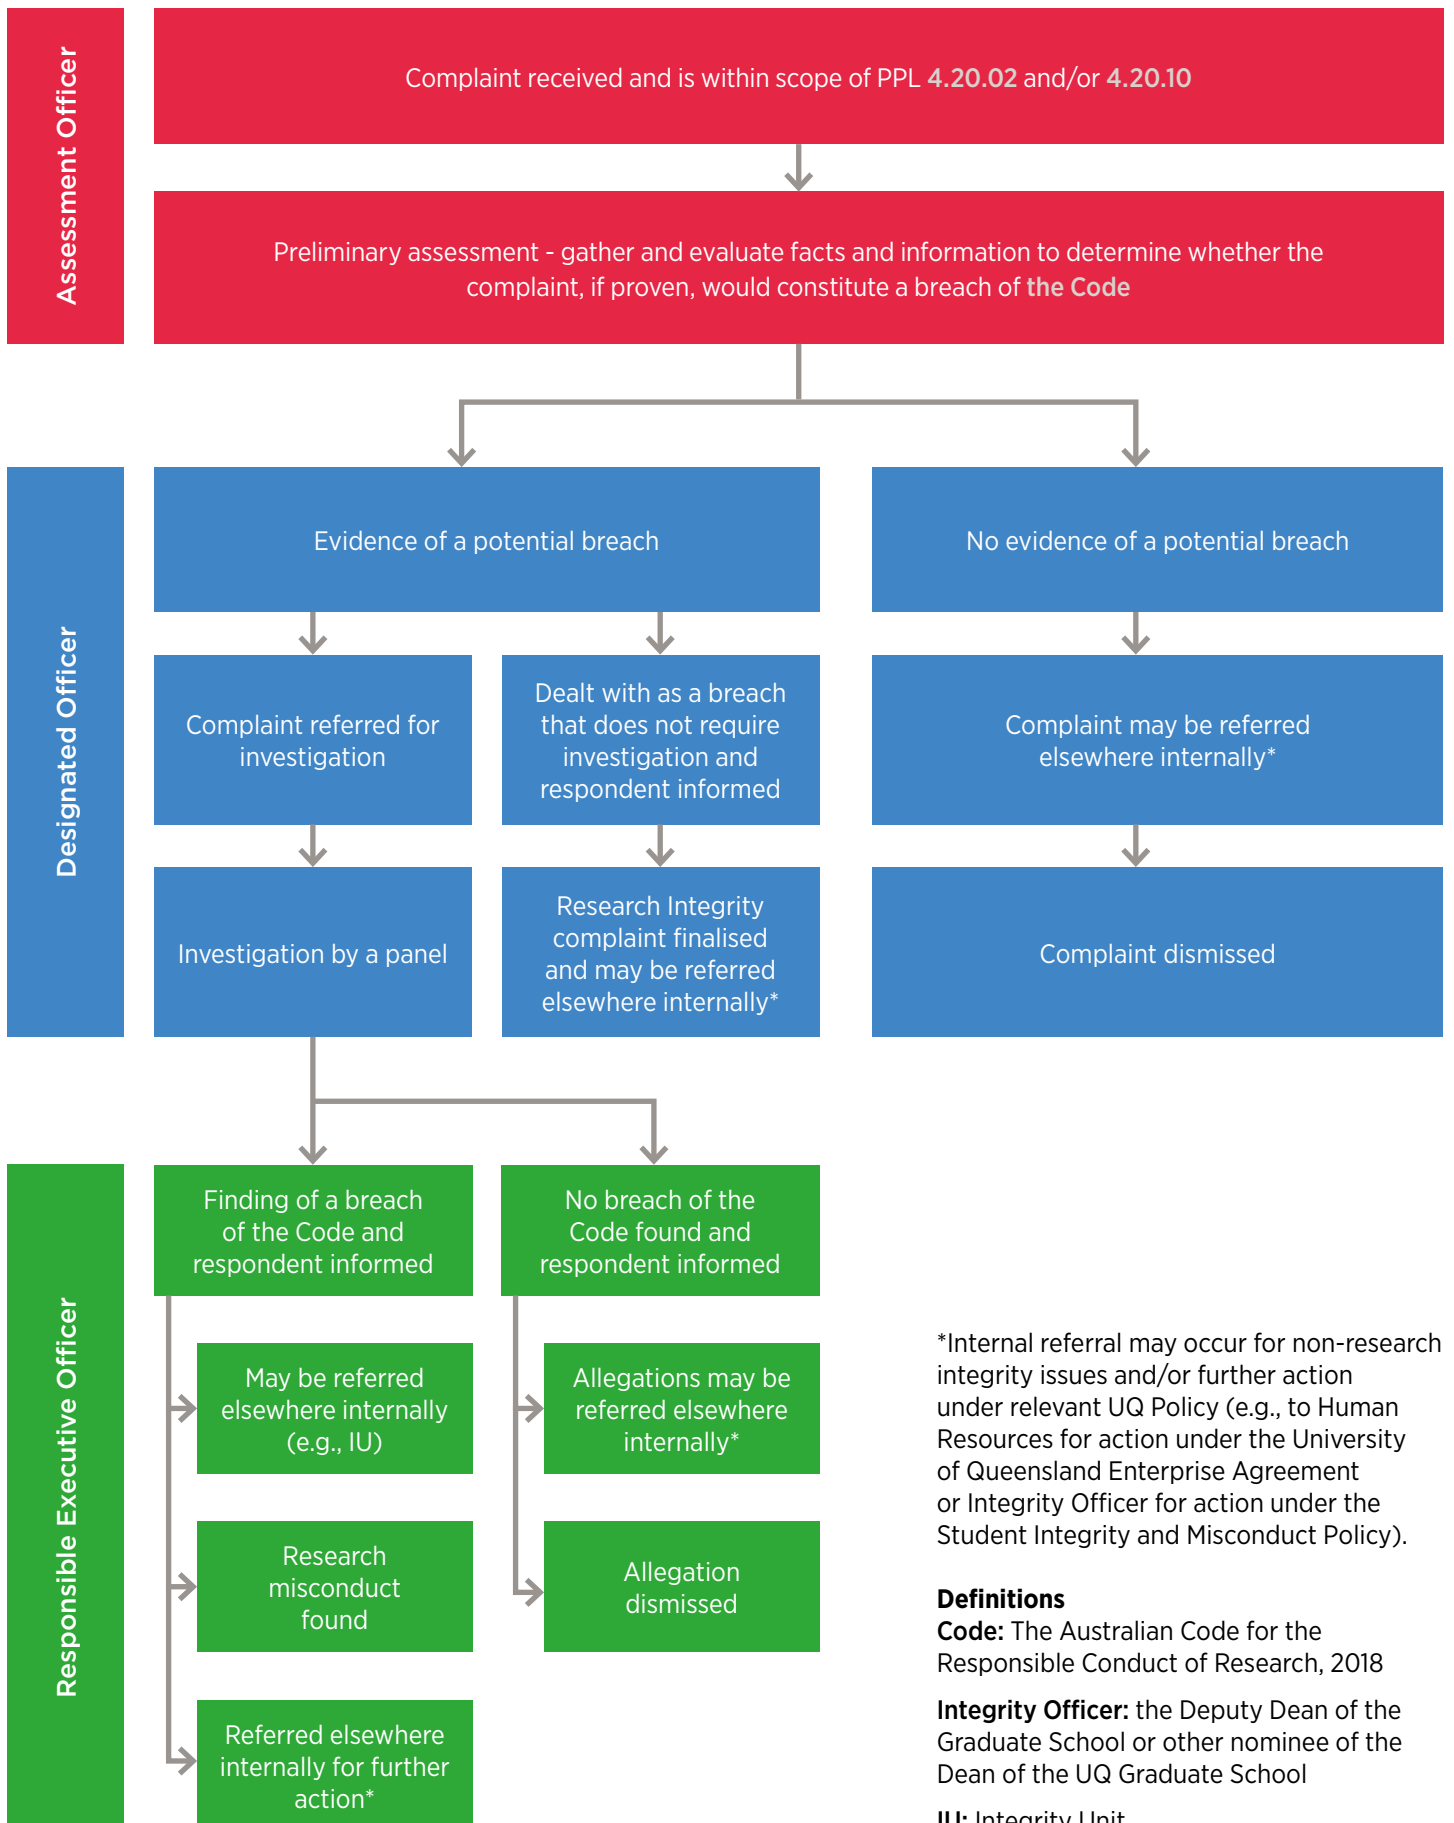 Assessment Officer
Complaint received and is within scope of PPL 4.20.02 and/or 4.20.10
Preliminary assessment - gather and evaluate facts and information to determine whether the
complaint, if proven, would constitute a breach of the Code
Designated Officer
Evidence of a potential breach
No evidence of a potential breach
Complaint referred for
investigation
Dealt with as a breach
that does not require
investigation and
respondent informed
Complaint may be referred
elsewhere internally*
Investigation by a panel
Research Integrity
complaint finalised
and may be referred
elsewhere internally*
Complaint dismissed
Responsible Executive Officer
Finding of a breach
of the Code and
respondent informed
No breach of the
Code found and
respondent informed
May be referred
elsewhere internally
(e.g., IU)
Allegations may be
referred elsewhere
internally*
Research
misconduct
found
Allegation
dismissed
Referred elsewhere
internally for further
action*
*Internal referral may occur for non-research
integrity issues and/or further action
under relevant UQ Policy (e.g., to Human
Resources for action under the University
of Queensland Enterprise Agreement
or Integrity Officer for action under the
Student Integrity and Misconduct Policy).
Definitions
Code: The Australian Code for the
Responsible Conduct of Research, 2018
Integrity Officer: the Deputy Dean of the
Graduate School or other nominee of the
Dean of the UQ Graduate School
IU: Integrity Unit